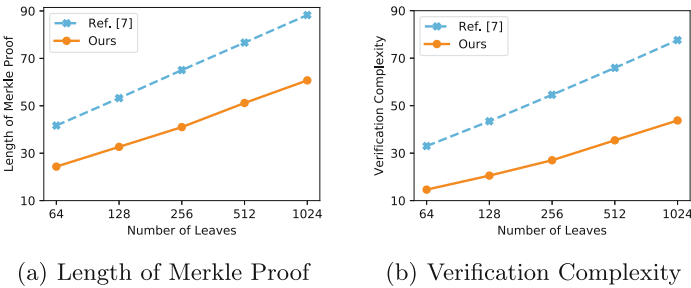 90
70
50
30
10
Length of Merkle Proof
Ref. [7]
Ours
64 128 256 512 1024
Number of Leaves
(a) Length of Merkle Proof
90
70
50
30
10
Verification Complexity
Ref. [7]
Ours
64 128 256 512 1024
Number of Leaves
(b) Verification Complexity